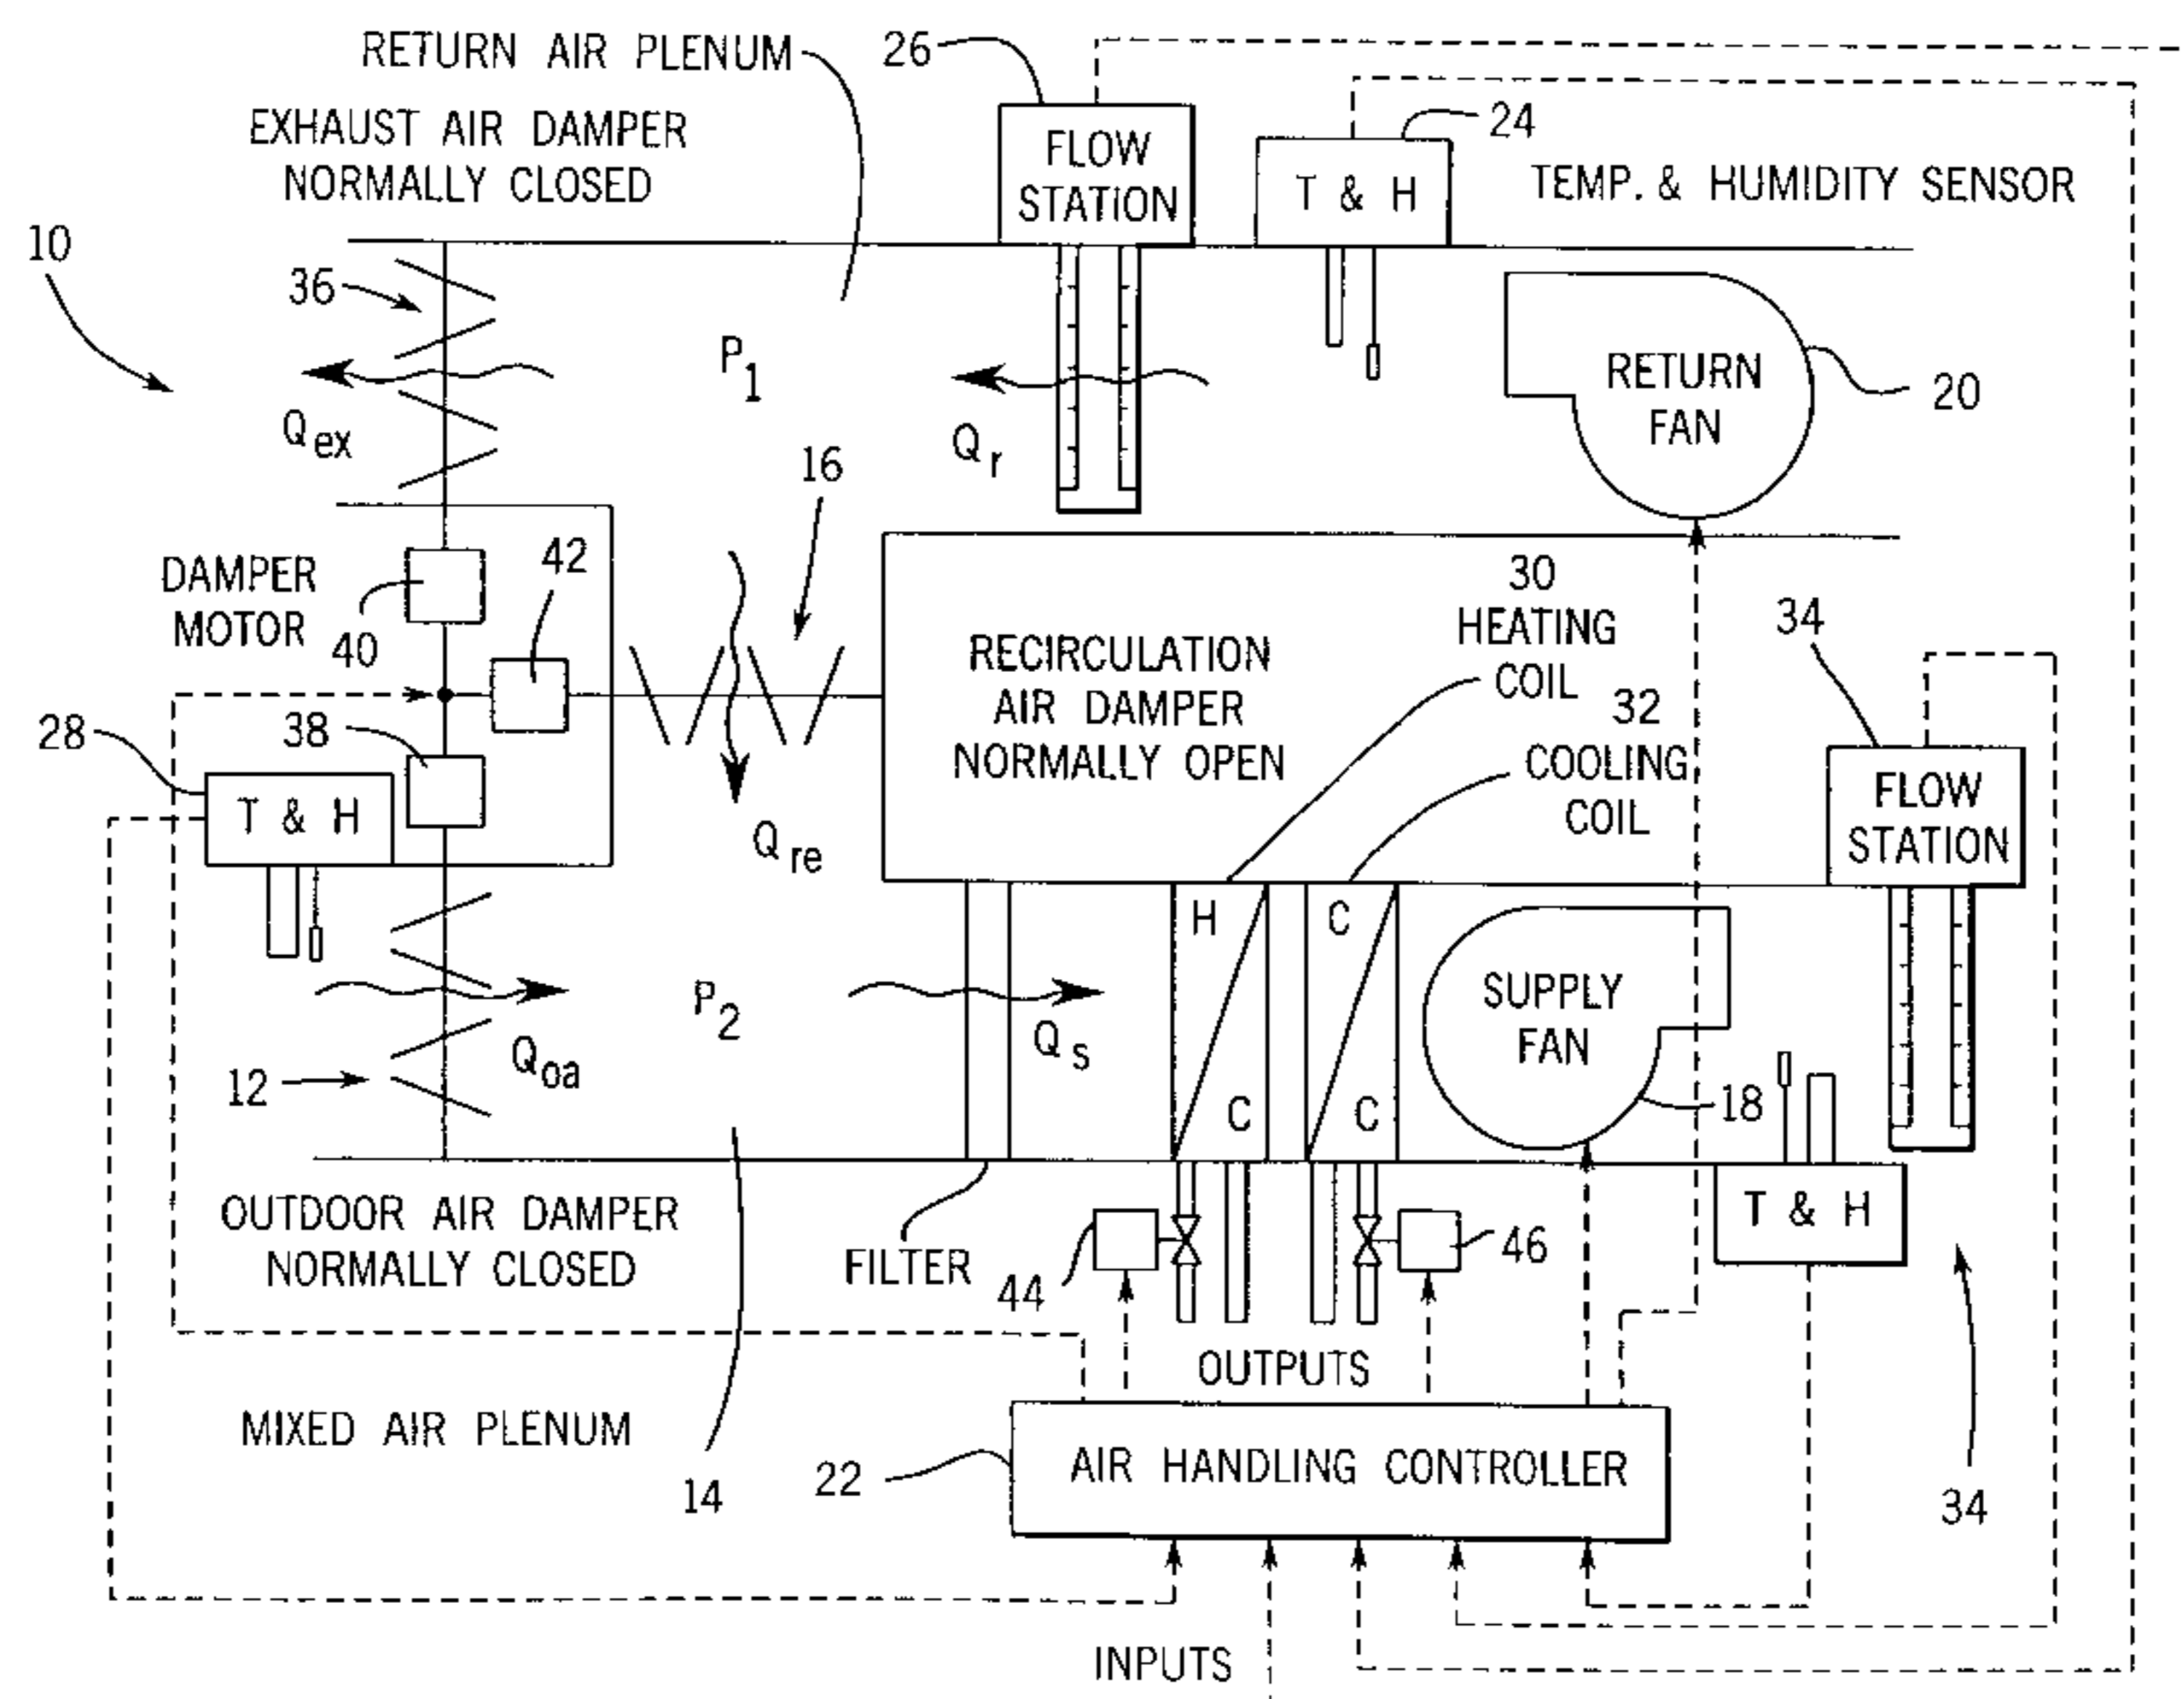 RETURN AIR PLENUM
26
EXHAUST AIR DAMPER
NORMALLY CLOSED
FLOW
STATION
24
T & H
TEMP. & HUMIDITY SENSOR
10
36
P1
RETURN
FAN
20
Qex
Qr
16
DAMPER
MOTOR
40
42
30
HEATING
COIL
34
RECIRCULATION
AIR DAMPER
NORMALLY OPEN
32
COOLING
COIL
28
38
T & H
FLOW
STATION
Qre
H
C
C
C
SUPPLY
FAN
P2
Qs
Qoa
12
18
T & H
OUTDOOR AIR DAMPER
NORMALLY CLOSED
FILTER
44
46
OUTPUTS
MIXED AIR PLENUM
14
22
AIR HANDLING CONTROLLER
34
INPUTS